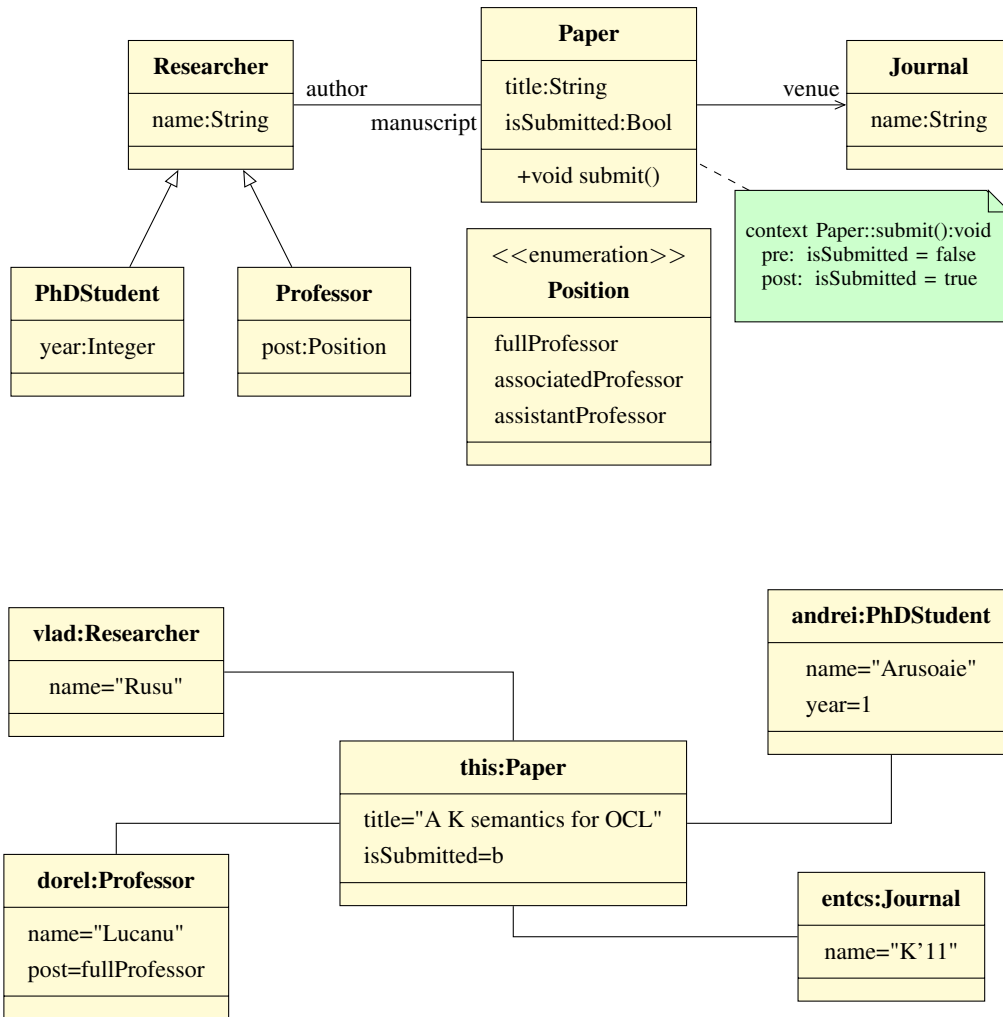 Researcher
name:String
author
manuscript
Paper
title:String
isSubmitted:Bool
+void submit()
venue
Journal
name:String
context Paper::submit():void
pre: isSubmitted = false
post: isSubmitted = true
PhDStudent
year:Integer
Professor
post:Position
<<enumeration>>
Position
fullProfessor
associatedProfessor
assistantProfessor
vlad:Researcher
name="Rusu"
andrei:PhDStudent
name="Arusoaie"
year=1
this:Paper
title="A K semantics for OCL"
isSubmitted=b
dorel:Professor
name="Lucanu"
post=fullProfessor
entcs:Journal
name="K’11"